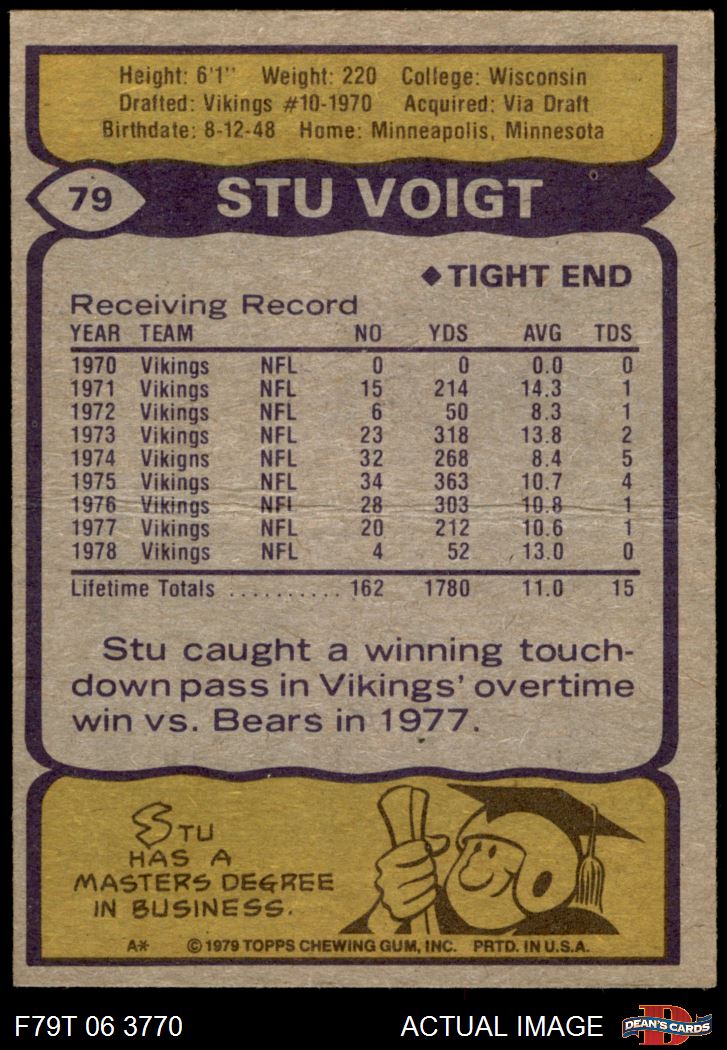 Height: 6'1" Weight: 220 College: Wisconsin
Drafted: Vikings #10-1970 Acquired: Via Draft
Birthdate: 8-12-48 Home: Minneapolis, Minnesota
79 STU VOIGT
◆TIGHT END
Receiving Record
YEAR TEAM NO YDS AVG TDS
1970 Vikings NFL 0 0 0.0 0
1971 Vikings NFL 15 214 14.3 1
1972 Vikings NFL 6 50 8.3 1
1973 Vikings NFL 23 318 13.8 2
1974 Vikigns NFL 32 268 8.4 5
1975 Vikings NFL 34 363 10.7 4
1976 Vikings NFL 28 303 10.8 1
1977 Vikings NFL 20 212 10.6 1
1978 Vikings NFL 4 52 13.0 0
Lifetime Totals .......... 162 1780 11.0 15
Stu caught a winning touch-
down pass in Vikings' overtime
win vs. Bears in 1977.
STU
HAS A
MASTERS DEGREE
IN BUSINESS.
A* © 1979 TOPPS CHEWING GUM, INC. PRTD. IN U.S.A.
F79T 06 3770 ACTUAL IMAGE D DEAN'S CARDS